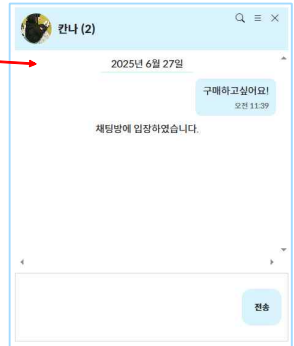 칸나 (2)
2025년 6월 27일
구매하고싶어요!
오전 11:39
채팅방에 입장하였습니다.
전송